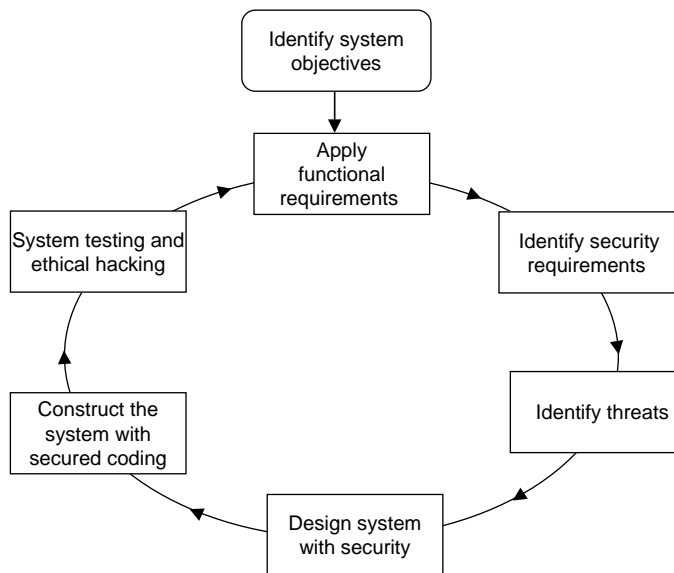 Identify system
objectives
Apply
functional
requirements
Identify security
requirements
Identify threats
Design system
with security
Construct the
system with
secured coding
System testing and
ethical hacking